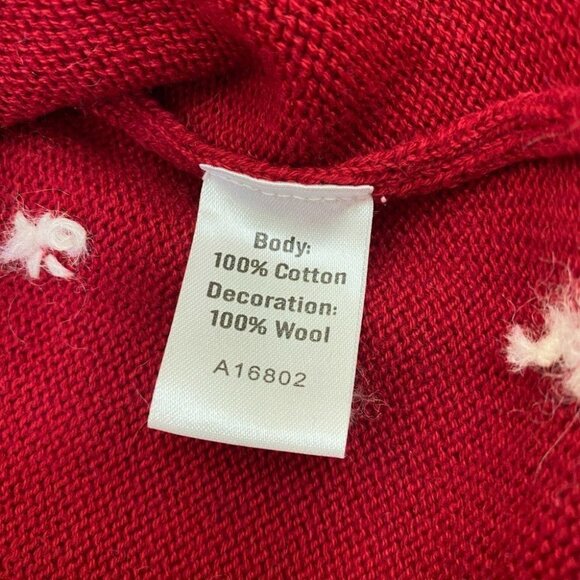 Body:
100% Cotton
Decoration:
100% Wool
A16802